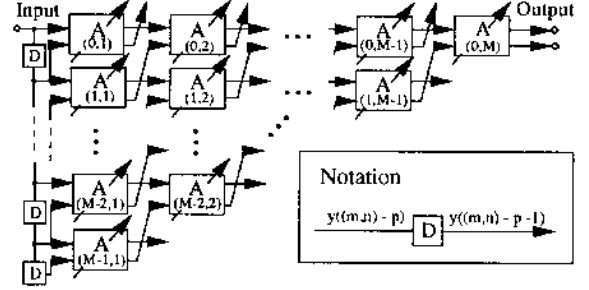 Input Output
A A A A
(0,1) (0,2) ... (0,M-1) (0,M)
D
A A A
(1,1) (1,2) ... (1,M-1)
A A
(M-2,1) (M-2,2)
D
A
(M-1,1)
D
Notation
y((m,n) - p) D y((m,n) - p -1)